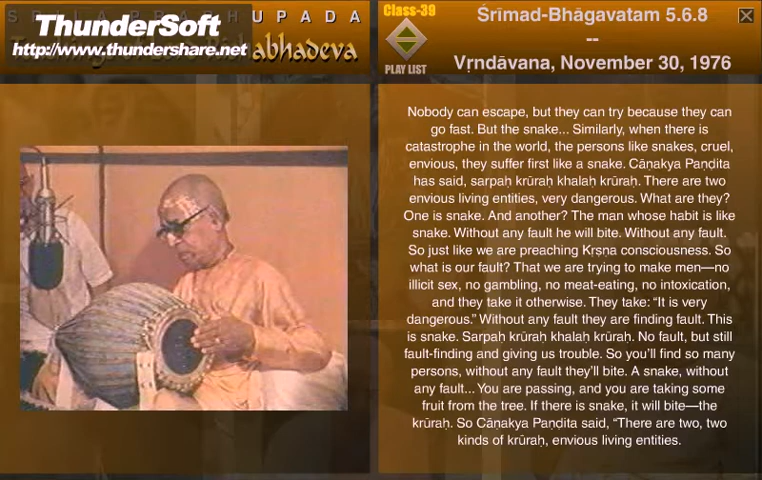 ThunderSoft
http://www.thundershare.net
UPADA
abhadeva
Class-39
PLAY LIST
Śrīmad-Bhāgavatam 5.6.8
--
Vṛndāvana, November 30, 1976
Nobody can escape, but they can try because they can
go fast. But the snake... Similarly, when there is
catastrophe in the world, the persons like snakes, cruel,
envious, they suffer first like a snake. Cāṇakya Paṇḍita
has said, sarpaḥ krūraḥ khalaḥ krūraḥ. There are two
envious living entities, very dangerous. What are they?
One is snake. And another? The man whose habit is like
snake. Without any fault he will bite. Without any fault.
So just like we are preaching Kṛṣṇa consciousness. So
what is our fault? That we are trying to make men—no
illicit sex, no gambling, no meat-eating, no intoxication,
and they take it otherwise. They take: “It is very
dangerous.” Without any fault they are finding fault. This
is snake. Sarpaḥ krūraḥ khalaḥ krūraḥ. No fault, but still
fault-finding and giving us trouble. So you’ll find so many
persons, without any fault they’ll bite. A snake, without
any fault... You are passing, and you are taking some
fruit from the tree. If there is snake, it will bite—the
krūraḥ. So Cāṇakya Paṇḍita said, “There are two, two
kinds of krūraḥ, envious living entities.